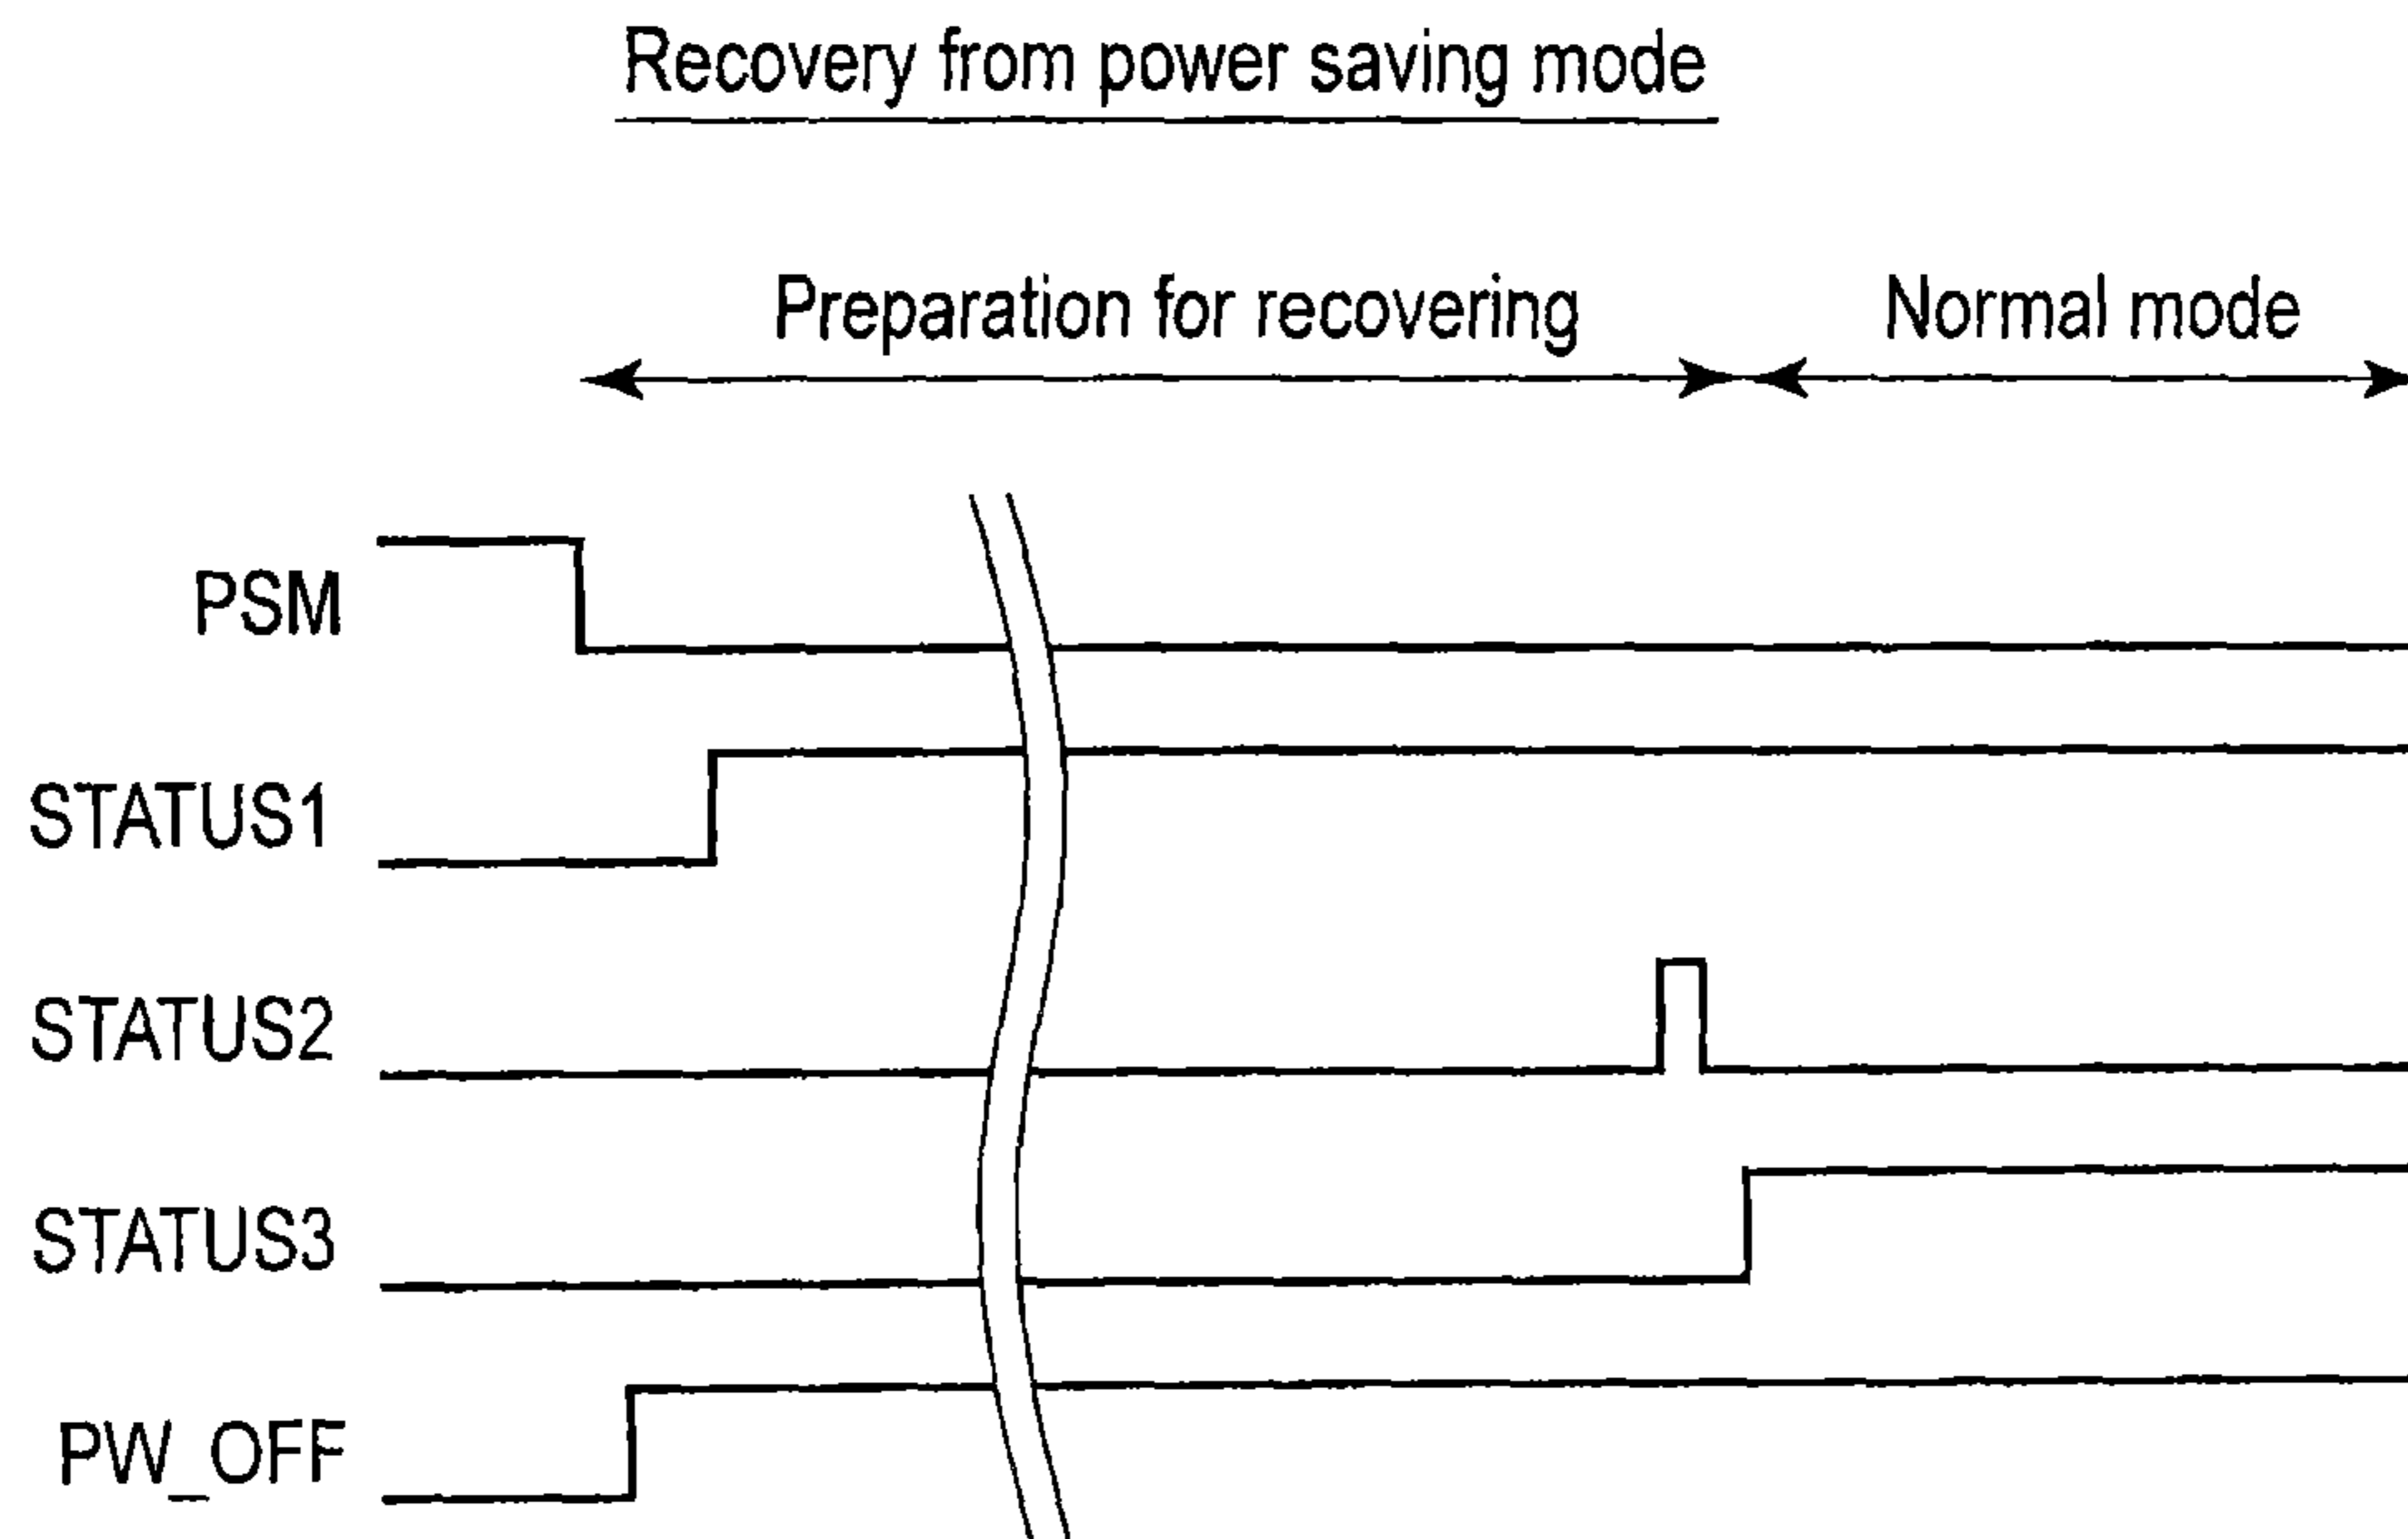 Recovery from power saving mode
Preparation for recovering
Normal mode
PSM
STATUS1
STATUS2
STATUS3
PW_OFF